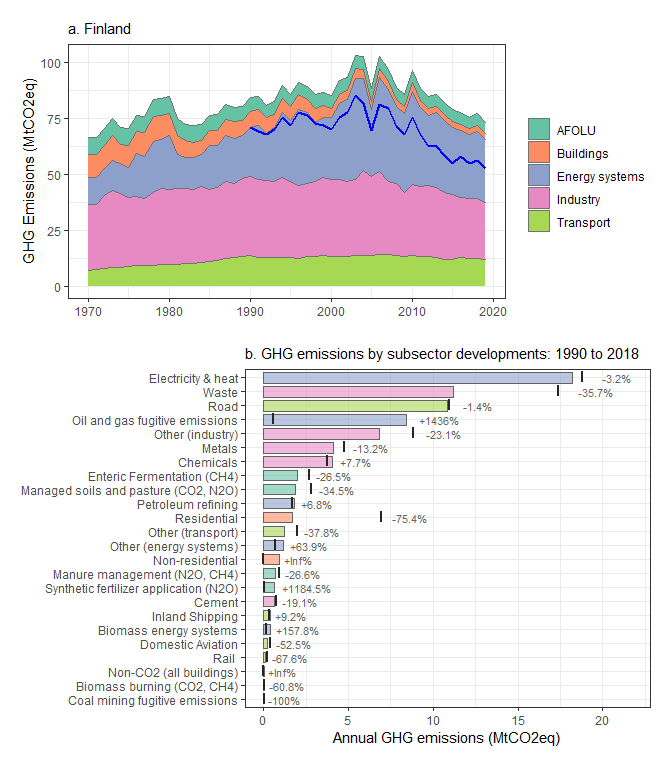 a. Finland
GHG Emissions (MtCO2eq)
100
75
50
25
0
1970
1980
1990
2000
2010
2020
AFOLU
Buildings
Energy systems
Industry
Transport
b. GHG emissions by subsector developments: 1990 to 2018
Electricity & heat -3.2%
Waste -35.7%
Road -1.4%
Oil and gas fugitive emissions +1436%
Other (industry) -23.1%
Metals -13.2%
Chemicals +7.7%
Enteric Fermentation (CH4) -26.5%
Managed soils and pasture (CO2, N2O) -34.5%
Petroleum refining +6.8%
Residential -75.4%
Other (transport) -37.8%
Other (energy systems) +63.9%
Non-residential +Inf%
Manure management (N2O, CH4) -26.6%
Synthetic fertilizer application (N2O) +1184.5%
Cement -19.1%
Inland Shipping +9.2%
Biomass energy systems +157.8%
Domestic Aviation -52.5%
Rail -67.6%
Non-CO2 (all buildings) +Inf%
Biomass burning (CO2, CH4) -60.8%
Coal mining fugitive emissions -100%
0
5
10
15
20
Annual GHG emissions (MtCO2eq)